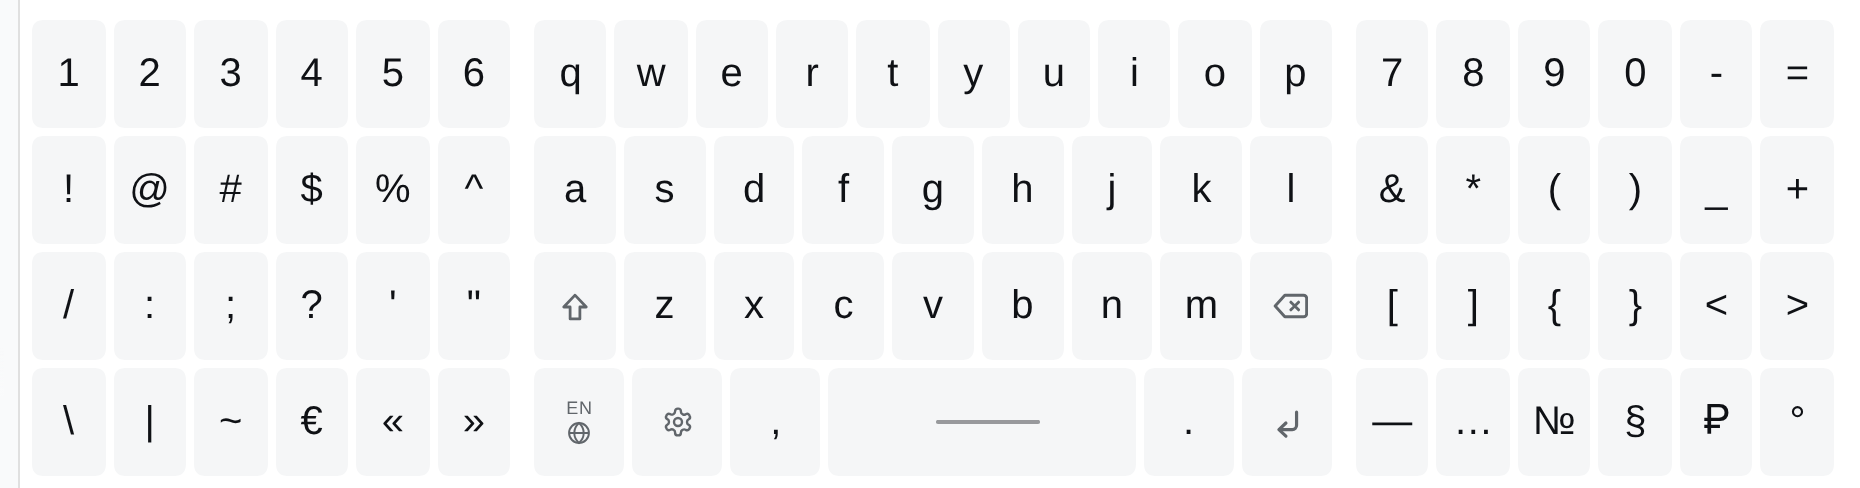 1 2 3 4 5 6 q w e r t y u i o p 7 8 9 0 - =
! @ # $ % ^ a s d f g h j k l & * ( ) _ +
/ : ; ? ' " z x c v b n m [ ] { } < >
\ | ~ € « » EN , . — … № § ₽ °